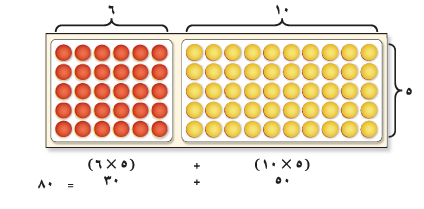 ٦
١٠
٥
(٦ × ٥) + (١٠ × ٥)
٨٠ = ٣٠ + ٥٠